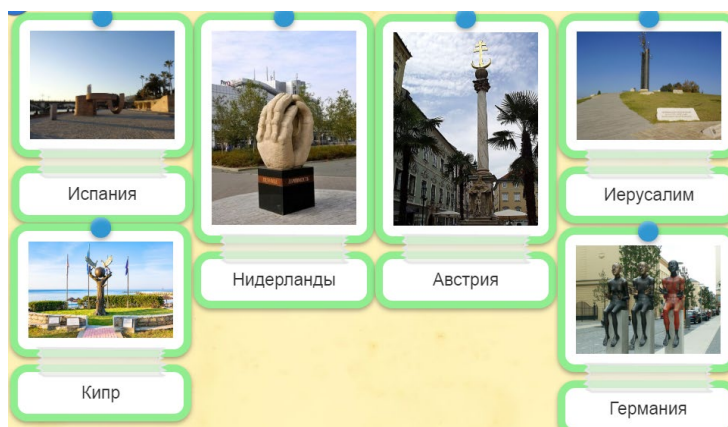 Испания
Нидерланды
Австрия
Иерусалим
Кипр
Германия